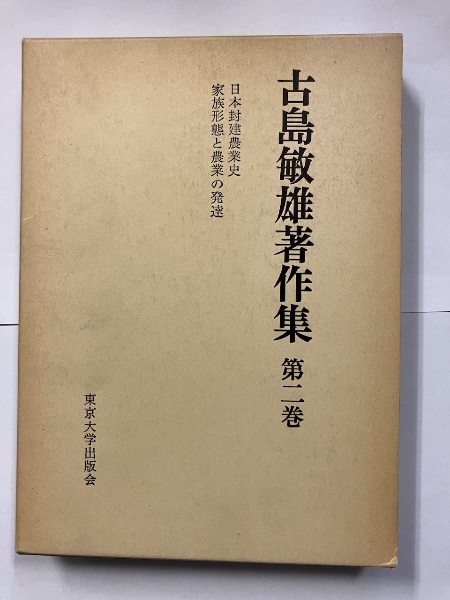 古島敏雄著作集 第二巻
日本封建農業史
家族形態と農業の発達
東京大学出版会